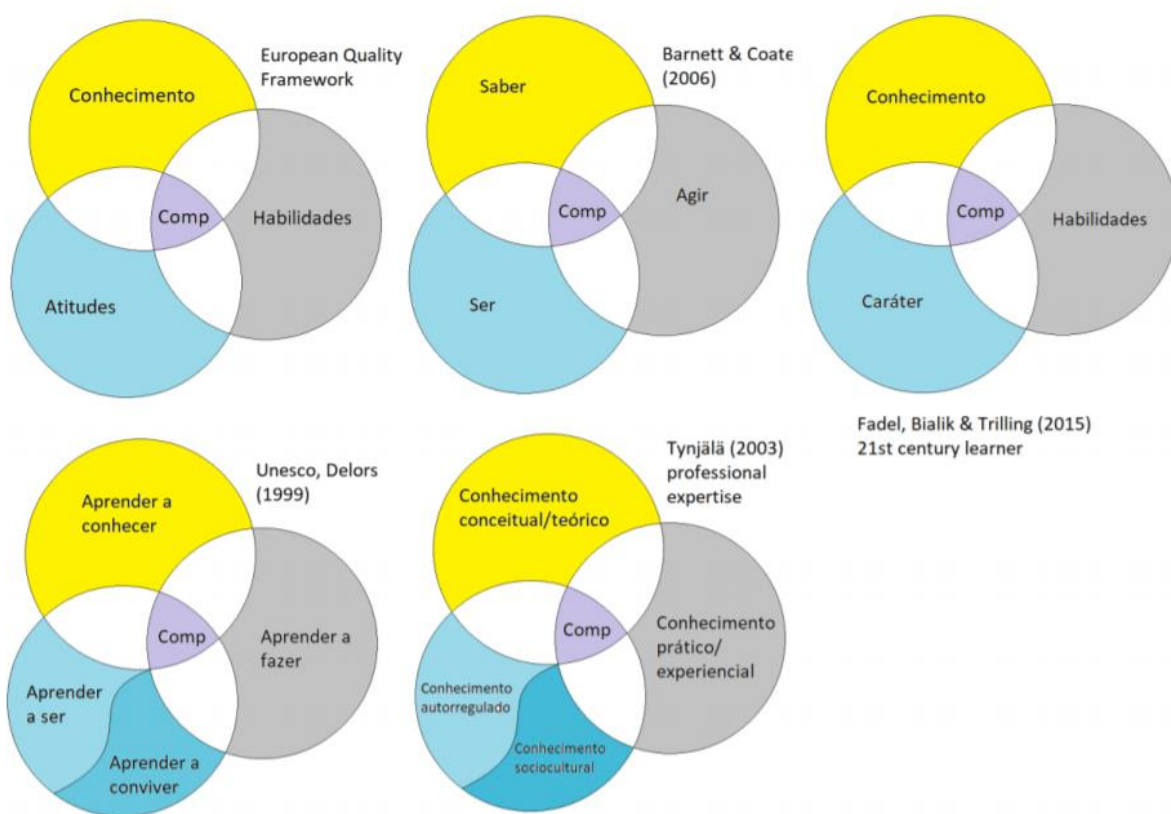 Conhecimento
Habilidades
Atitudes
Comp
European Quality
Framework
Saber
Agir
Ser
Comp
Barnett & Coate
(2006)
Conhecimento
Habilidades
Caráter
Comp
Fadel, Bialik & Trilling (2015)
21st century learner
Aprender a
conhecer
Aprender a
fazer
Aprender
a ser
Aprender a
conviver
Comp
Unesco, Delors
(1999)
Conhecimento
conceitual/teórico
Conhecimento
prático/
experiencial
Conhecimento
autorregulado
Conhecimento
sociocultural
Comp
Tynjälä (2003)
professional
expertise